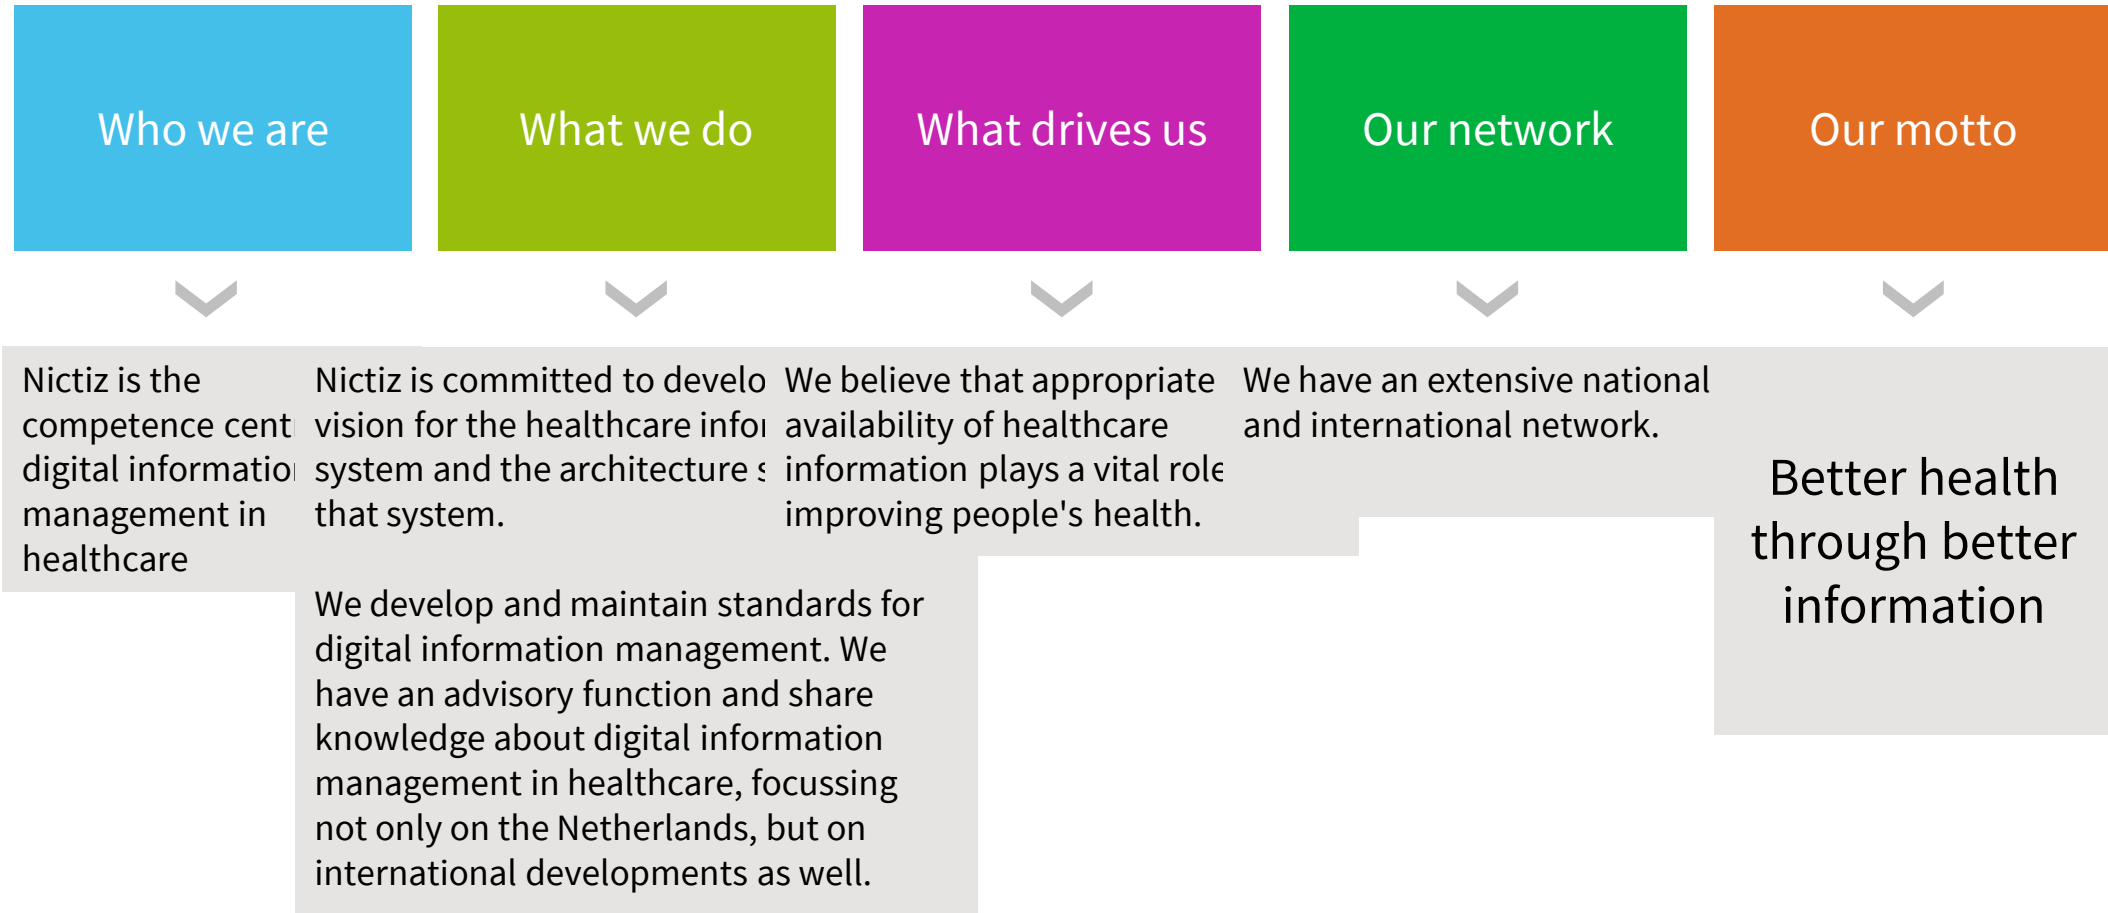 Who we are
What we do
What drives us
Our network
Our motto
Nictiz is the
competence
digital
management in
healthcare
Nictiz is committed to
vision for the healthcare
system and the architecture
that system.
We develop and maintain standards for
digital information management. We
have an advisory function and share
knowledge about digital information
management in healthcare, focussing
not only on the Netherlands, but on
international developments as well.
We believe that appropriate
availability of healthcare
information plays a vital role
improving people's health.
We have an extensive national
and international network.
Better health
through better
information